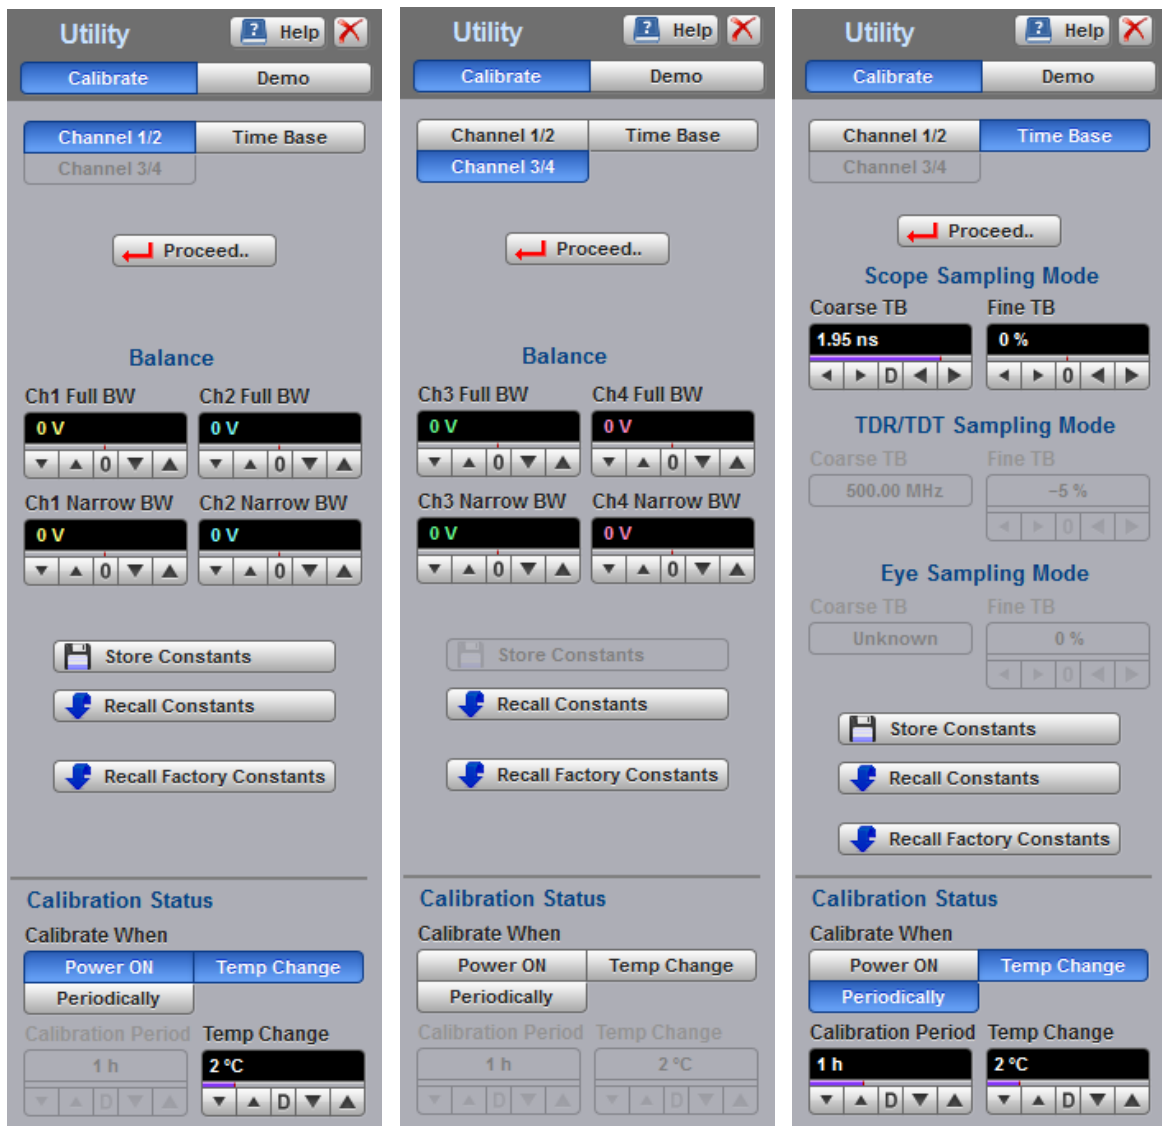 Utility
? Help
Calibrate Demo
Channel 1/2 Time Base
Channel 3/4
Proceed..
Balance
Ch1 Full BW Ch2 Full BW
0 V 0 V
0 0
Ch1 Narrow BW Ch2 Narrow BW
0 V 0 V
0 0
Store Constants
Recall Constants
Recall Factory Constants
Calibration Status
Calibrate When
Power ON Temp Change
Periodically
Calibration Period Temp Change
1 h 2 ºC
D D
Utility
? Help
Calibrate Demo
Channel 1/2 Time Base
Channel 3/4
Proceed..
Balance
Ch3 Full BW Ch4 Full BW
0 V 0 V
0 0
Ch3 Narrow BW Ch4 Narrow BW
0 V 0 V
0 0
Store Constants
Recall Constants
Recall Factory Constants
Calibration Status
Calibrate When
Power ON Temp Change
Periodically
Calibration Period Temp Change
1 h 2 ºC
D D
Utility
? Help
Calibrate Demo
Channel 1/2 Time Base
Channel 3/4
Proceed..
Scope Sampling Mode
Coarse TB Fine TB
1.95 ns 0 %
D 0
TDR/TDT Sampling Mode
Coarse TB Fine TB
500.00 MHz −5 %
0
Eye Sampling Mode
Coarse TB Fine TB
Unknown 0 %
0
Store Constants
Recall Constants
Recall Factory Constants
Calibration Status
Calibrate When
Power ON Temp Change
Periodically
Calibration Period Temp Change
1 h 2 ºC
D D